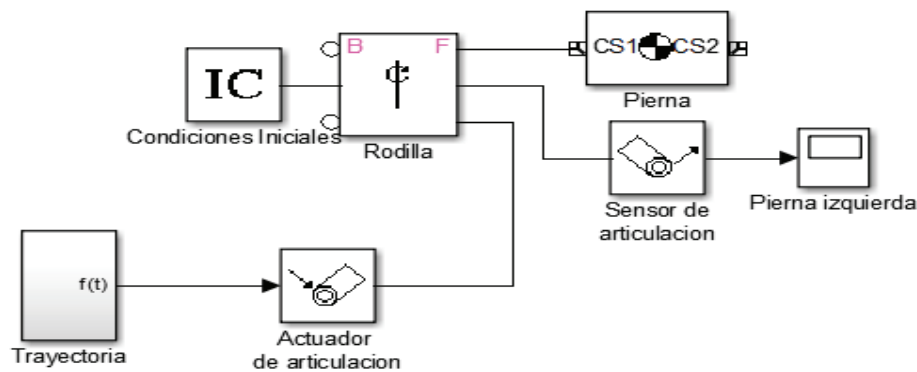 B F
CS1 CS2
IC
Pierna
Condiciones Iniciales
Rodilla
Sensor de
articulacion
Pierna izquierda
f(t)
Actuador
de articulacion
Trayectoria